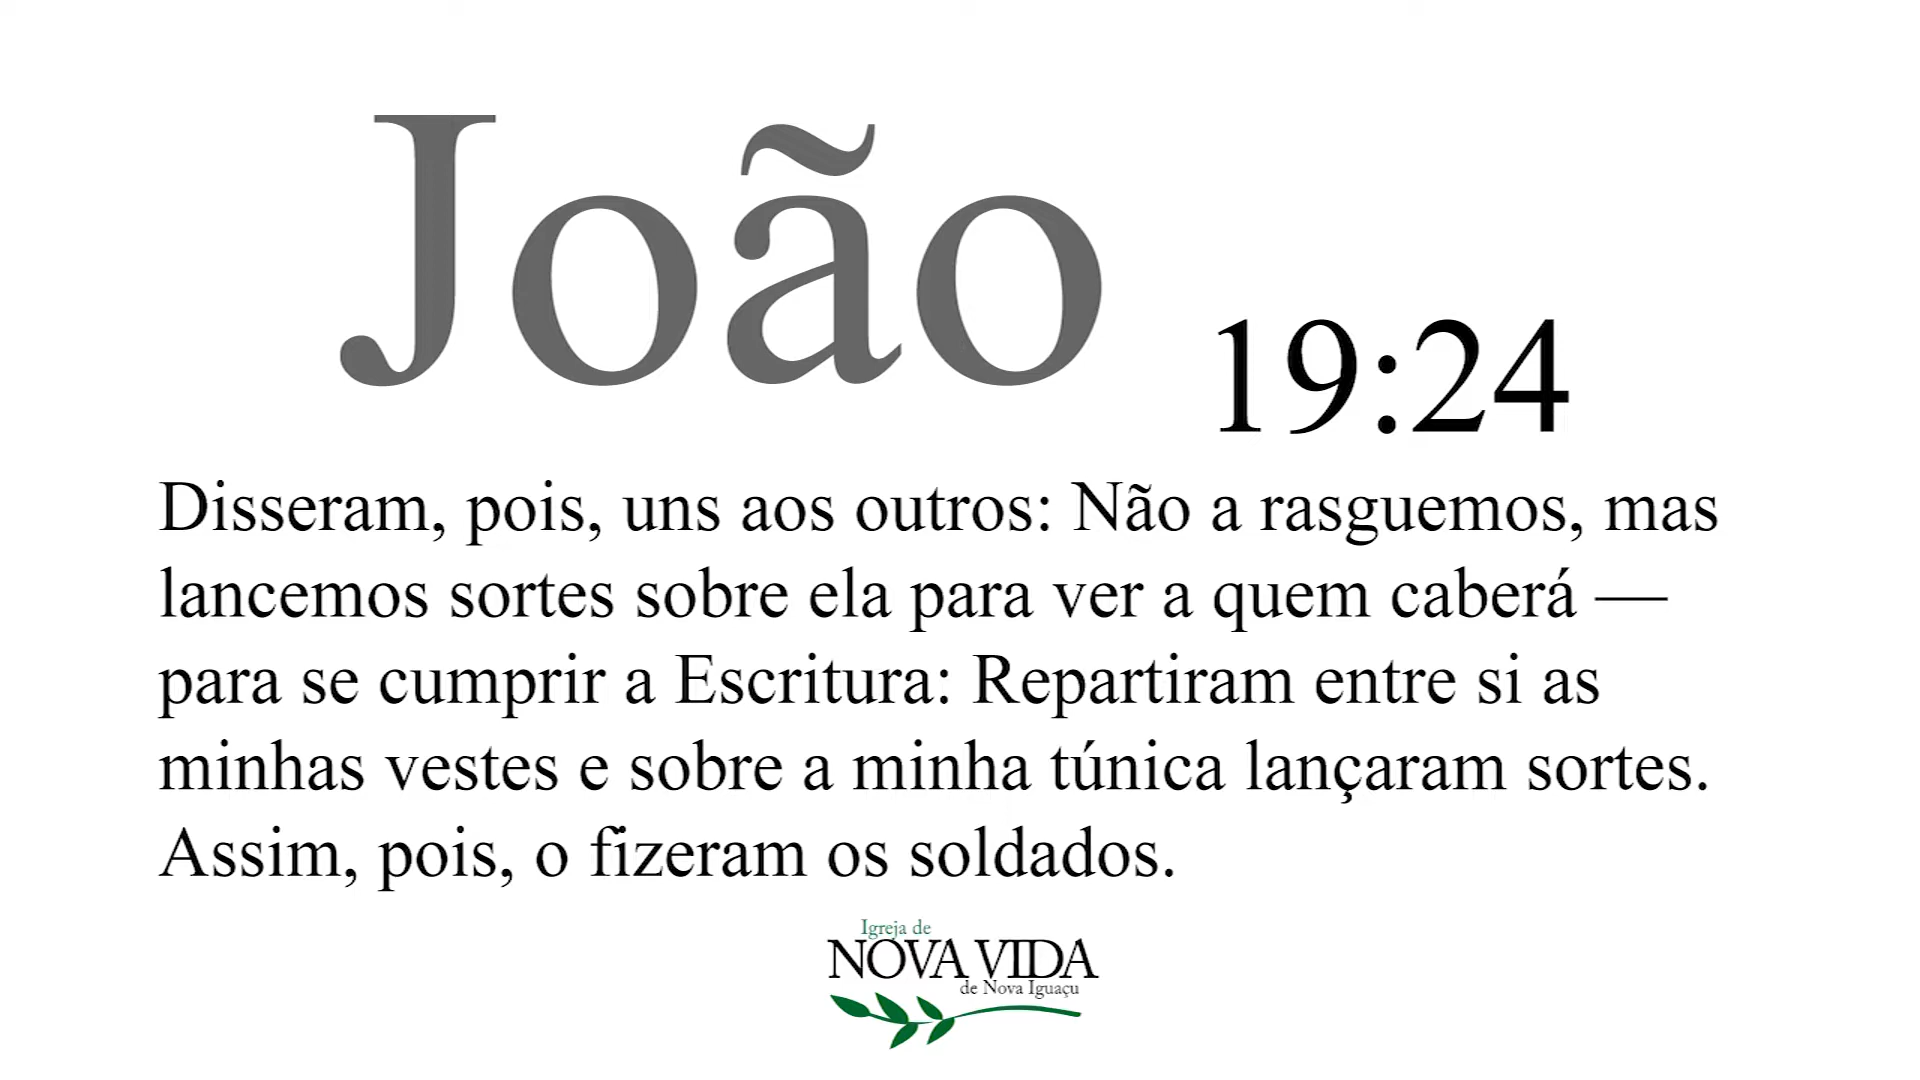 João 19:24
Disseram, pois, uns aos outros: Não a rasguemos, mas
lancemos sortes sobre ela para ver a quem caberá —
para se cumprir a Escritura: Repartiram entre si as
minhas vestes e sobre a minha túnica lançaram sortes.
Assim, pois, o fizeram os soldados.
Igreja de
NOVA VIDA
de Nova Iguaçu